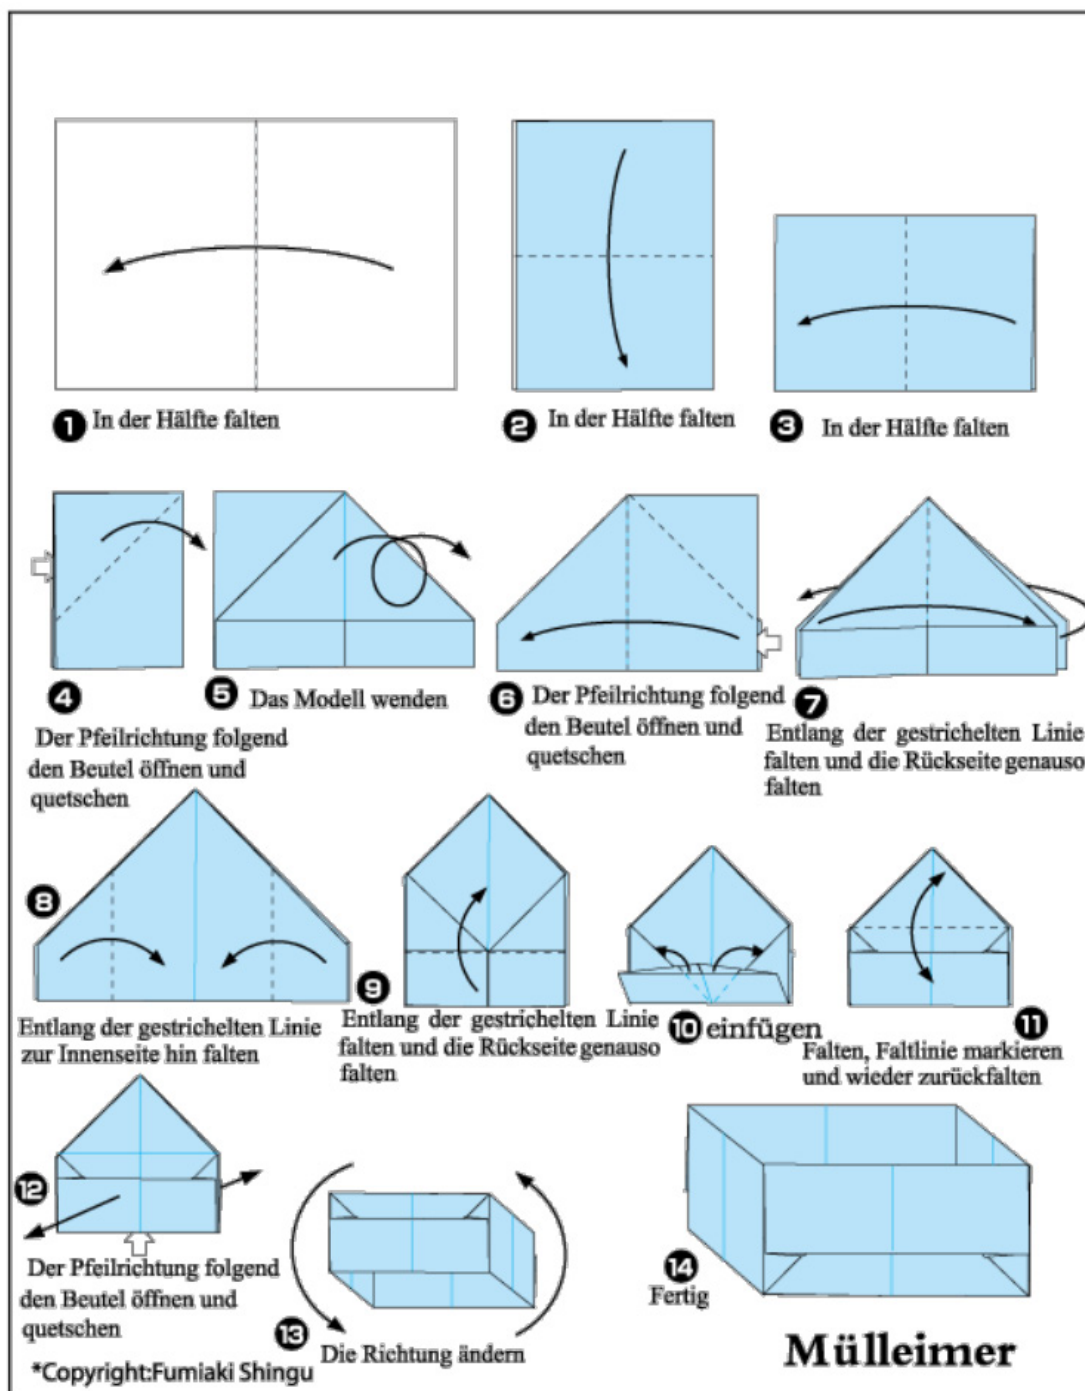 1 In der Hälfte falten
2 In der Hälfte falten
3 In der Hälfte falten
4
Der Pfeilrichtung folgend
den Beutel öffnen und
quetschen
5 Das Modell wenden
6 Der Pfeilrichtung folgend
den Beutel öffnen und
quetschen
7
Entlang der gestrichelten Linie
falten und die Rückseite genauso
falten
8
Entlang der gestrichelten Linie
zur Innenseite hin falten
9
Entlang der gestrichelten Linie
falten und die Rückseite genauso
falten
10 einfügen
11
Falten, Faltlinie markieren
und wieder zurückfalten
12
Der Pfeilrichtung folgend
den Beutel öffnen und
quetschen
13 Die Richtung ändern
14
Fertig
Mülleimer
*Copyright:Fumiaki Shingu